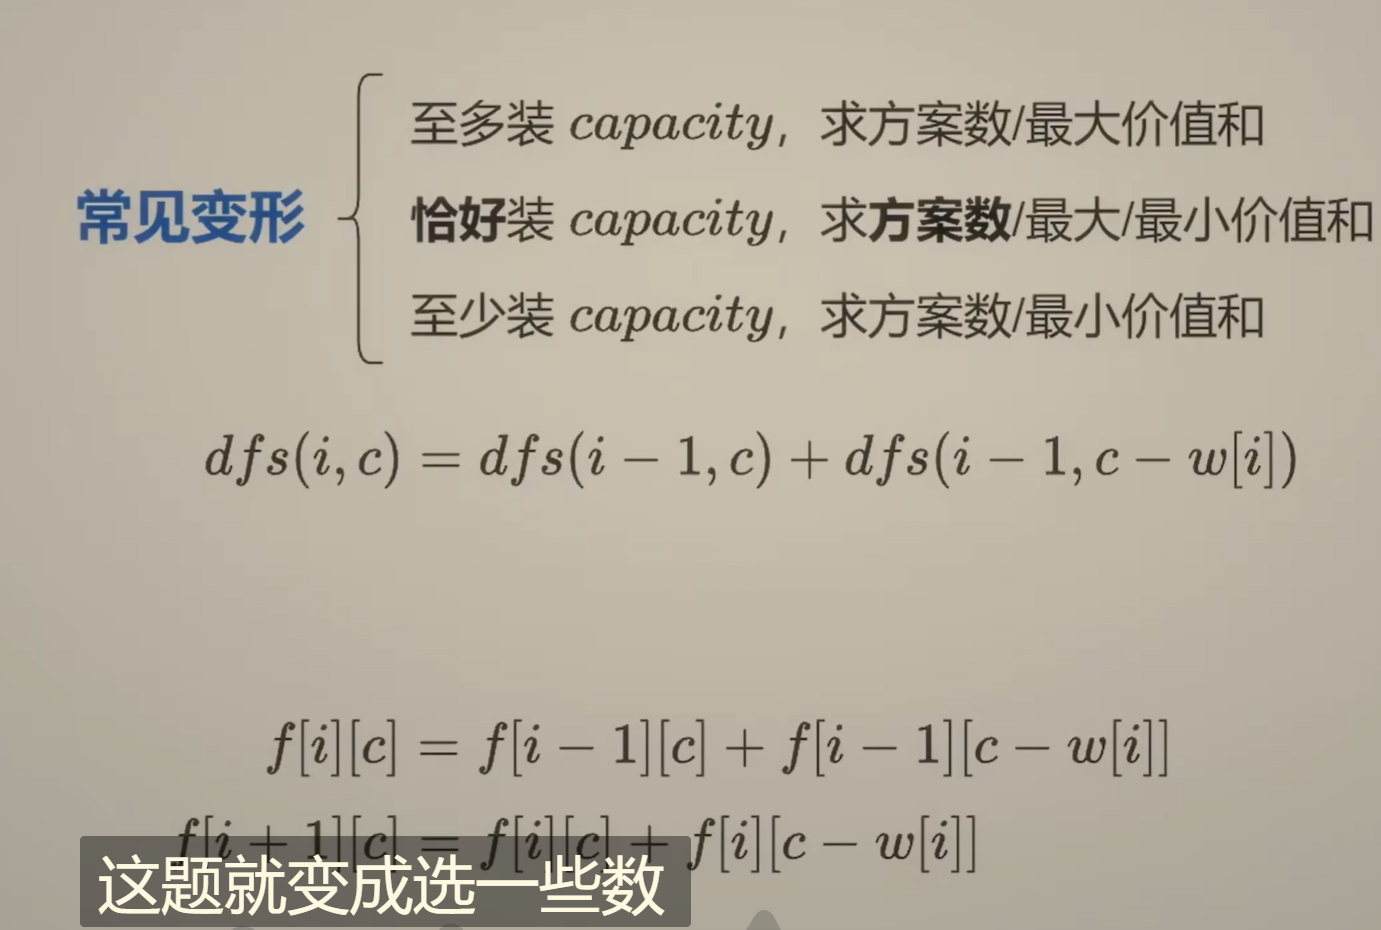 至多装 capacity,求方案数/最大价值和
常见变形
恰好装 capacity,求方案数/最大/最小价值和
至少装 capacity,求方案数/最小价值和
dfs(i, c) = dfs(i − 1, c) + dfs(i − 1, c − w[i])
f[i][c] = f[i − 1][c] + f[i − 1][c − w[i]]
f[i + 1][c] = f[i][c] + f[i][c − w[i]]
这题就变成选一些数